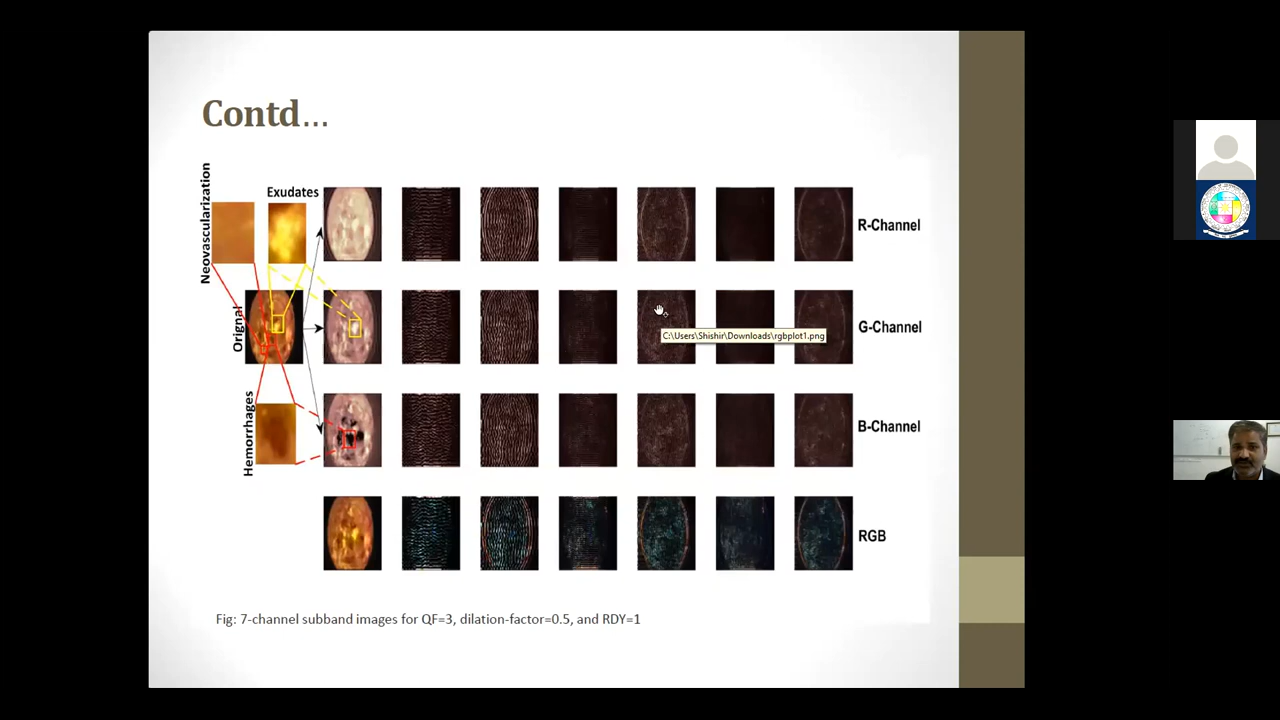 Contd...
Neovascularization
Exudates
R-Channel
Orignal
G-Channel
C:\Users\Shishir\Downloads\rgbplot1.png
Hemorrhages
B-Channel
RGB
Fig: 7-channel subband images for QF=3, dilation-factor=0.5, and RDY=1